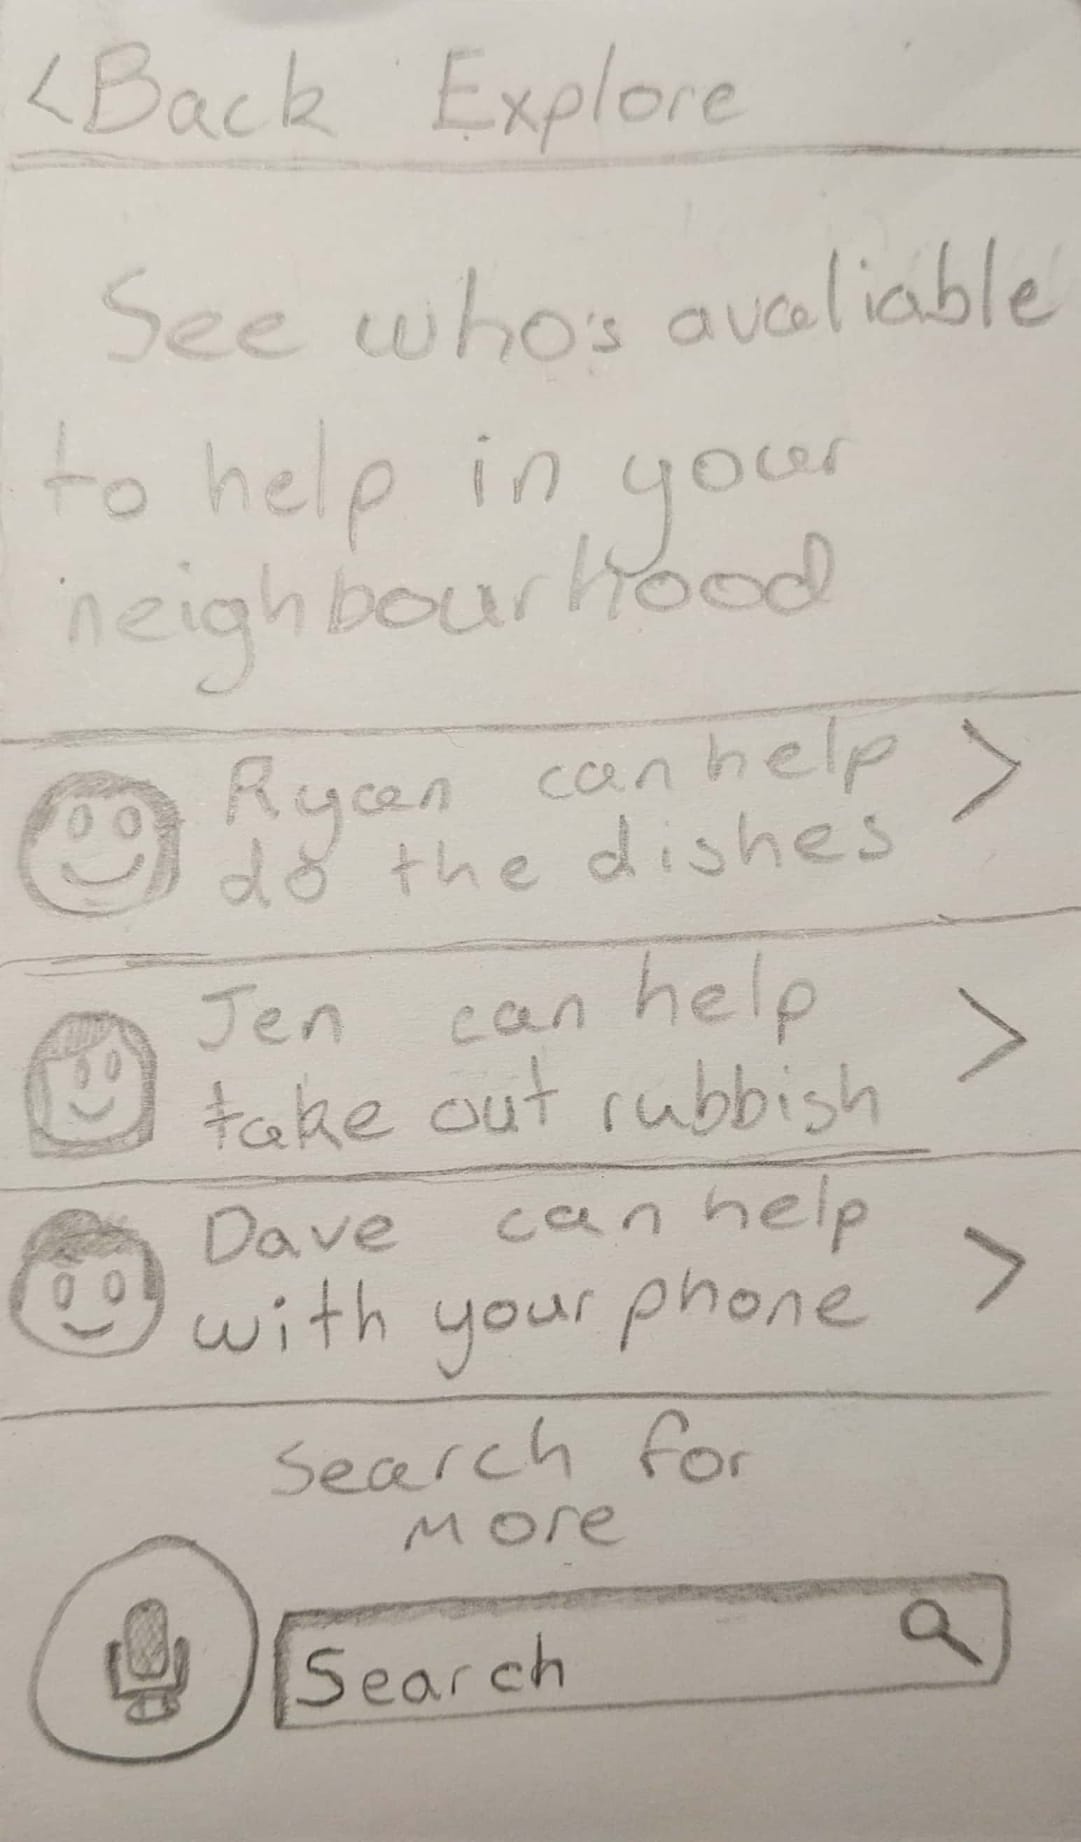 <Back Explore
See who's avaliable
to help in your
neighbourhood
Ryan can help >
do the dishes
Jen can help >
take out rubbish
Dave can help >
with your phone
Search for
more
Search